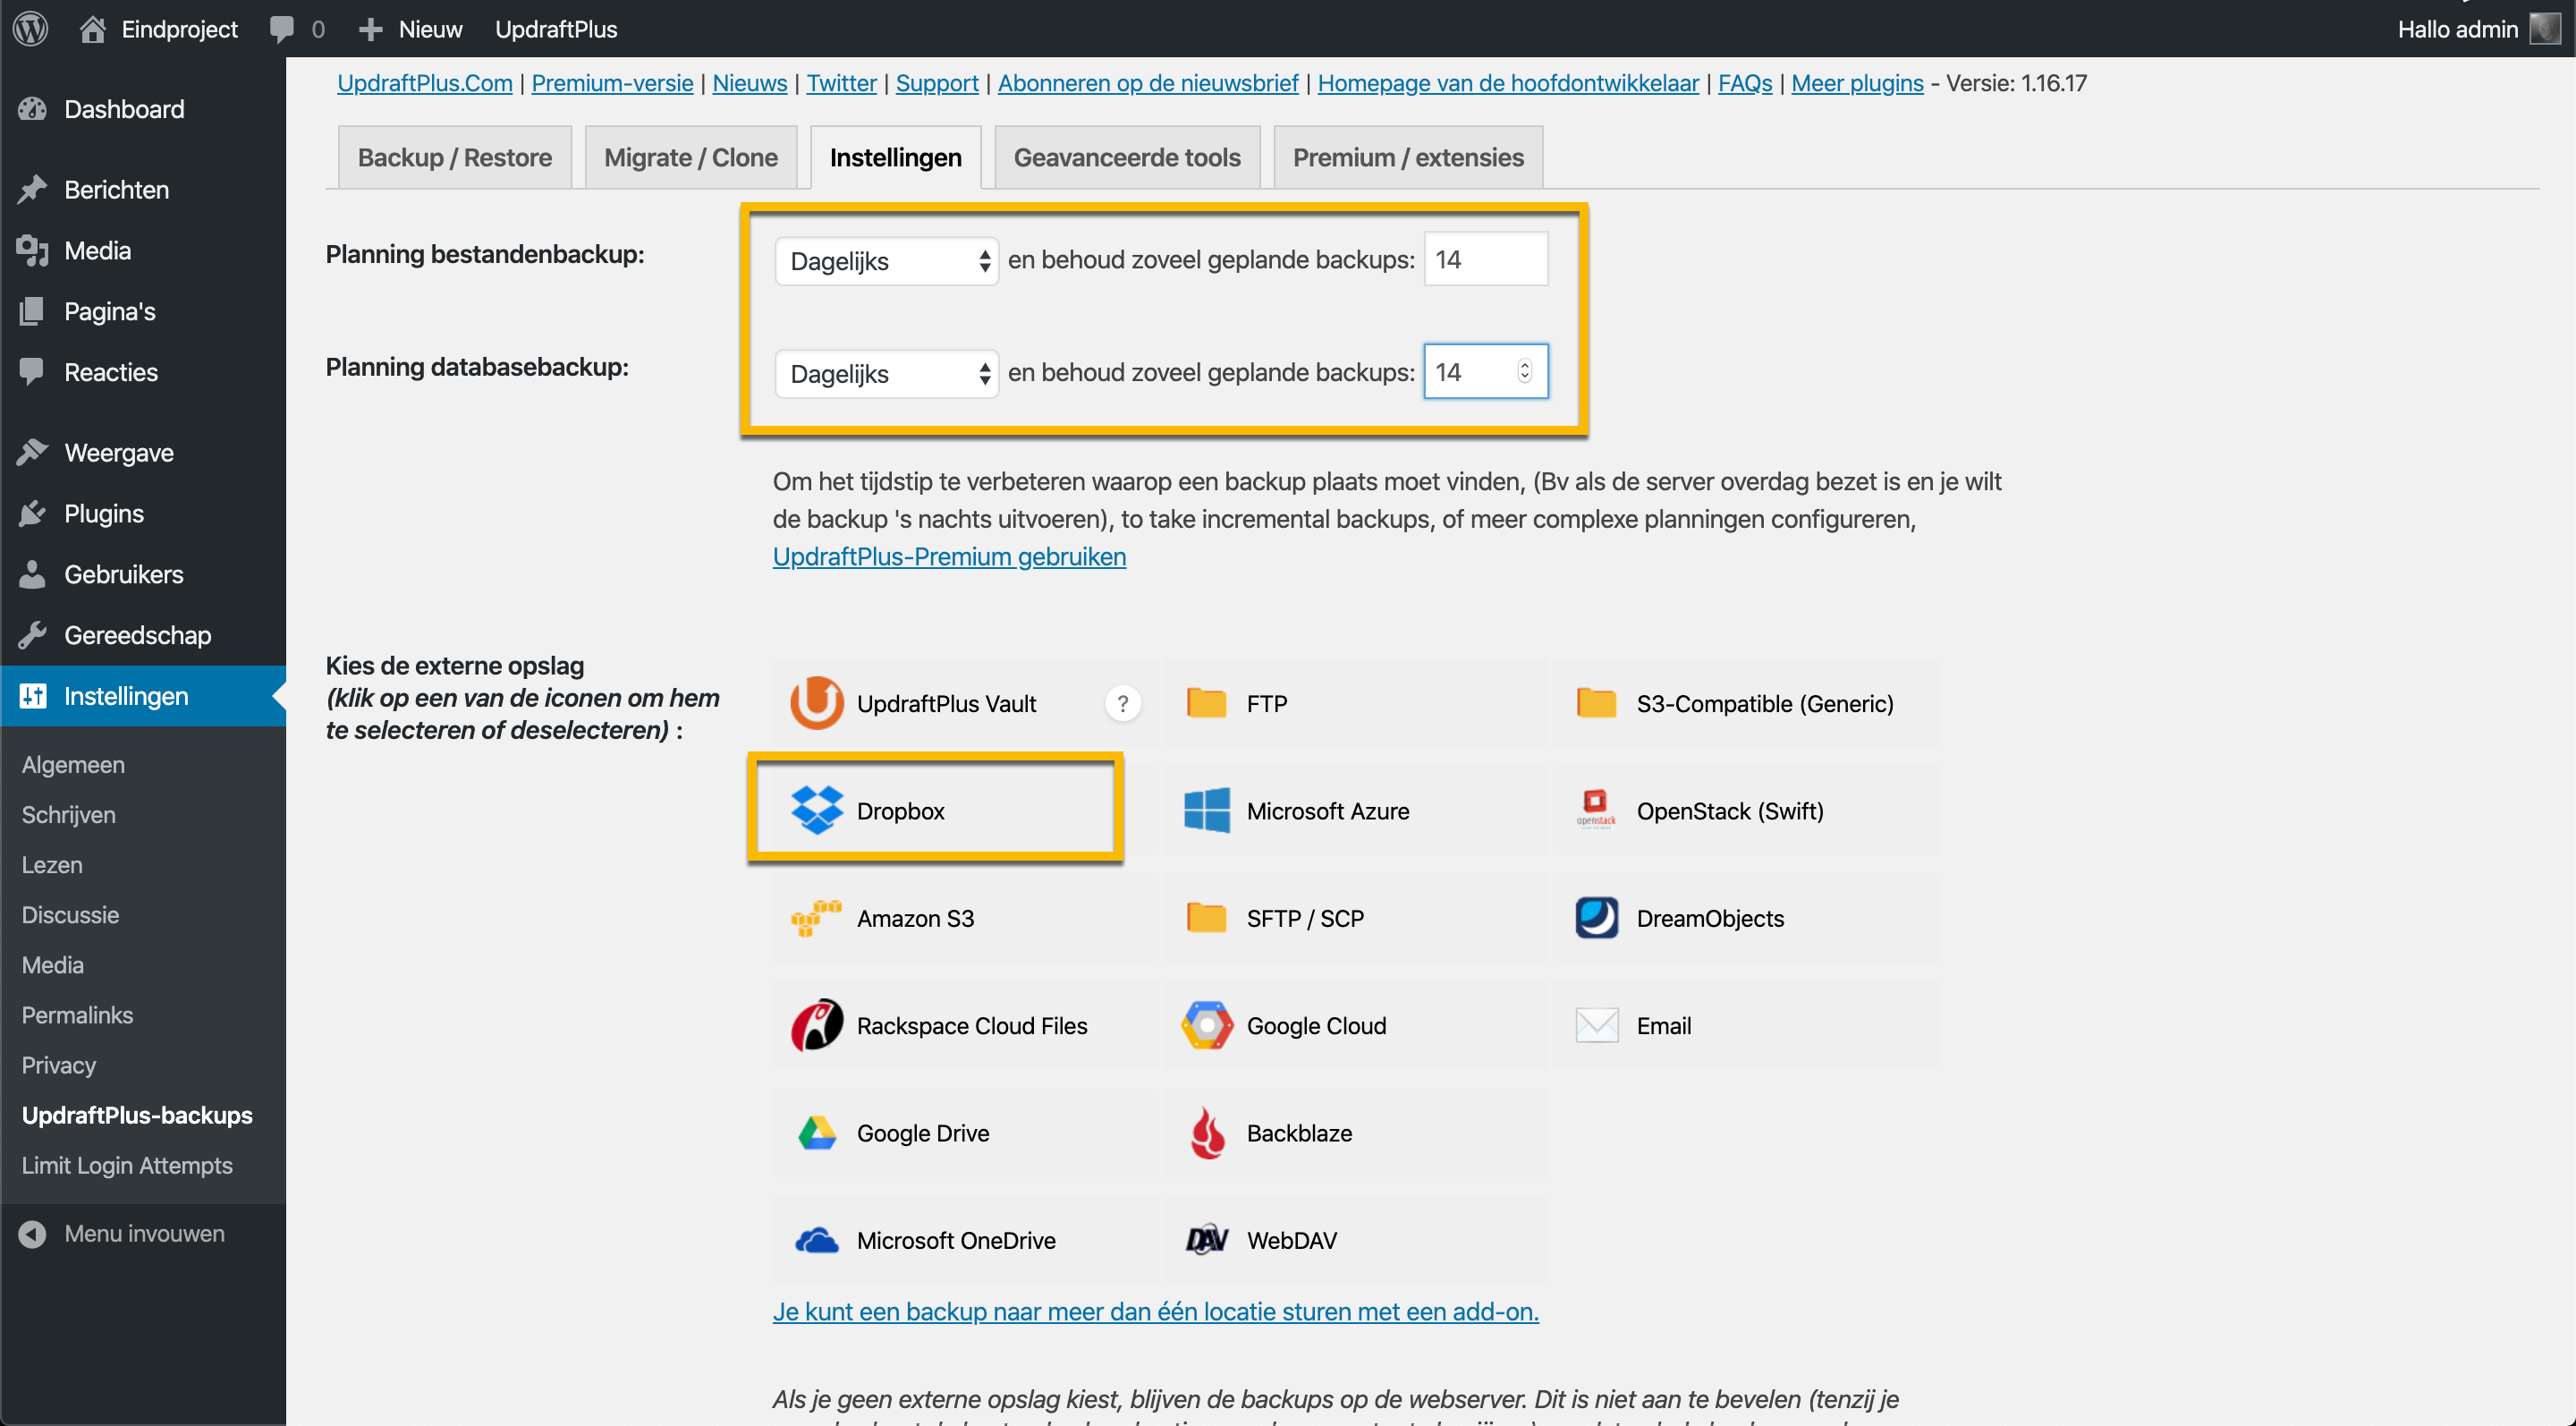 Eindproject 0 Nieuw UpdraftPlus Hallo admin
Dashboard
Berichten
Media
Pagina's
Reacties
Weergave
Plugins
Gebruikers
Gereedschap
Instellingen
Algemeen
Schrijven
Lezen
Discussie
Media
Permalinks
Privacy
UpdraftPlus-backups
Limit Login Attempts
Menu invouwen
UpdraftPlus.Com | Premium-versie | Nieuws | Twitter | Support | Abonneren op de nieuwsbrief | Homepage van de hoofdontwikkelaar | FAQs | Meer plugins - Versie: 1.16.17
Backup / Restore Migrate / Clone Instellingen Geavanceerde tools Premium / extensies
Planning bestandenbackup: Dagelijks en behoud zoveel geplande backups: 14
Planning databasebackup: Dagelijks en behoud zoveel geplande backups: 14
Om het tijdstip te verbeteren waarop een backup plaats moet vinden, (Bv als de server overdag bezet is en je wilt
de backup 's nachts uitvoeren), to take incremental backups, of meer complexe planningen configureren,
UpdraftPlus-Premium gebruiken
Kies de externe opslag
(klik op een van de iconen om hem
te selecteren of deselecteren) :
UpdraftPlus Vault ? FTP S3-Compatible (Generic)
Dropbox Microsoft Azure openstack OpenStack (Swift)
Amazon S3 SFTP / SCP DreamObjects
Rackspace Cloud Files Google Cloud Email
Google Drive Backblaze
Microsoft OneDrive DAV WebDAV
Je kunt een backup naar meer dan één locatie sturen met een add-on.
Als je geen externe opslag kiest, blijven de backups op de webserver. Dit is niet aan te bevelen (tenzij je